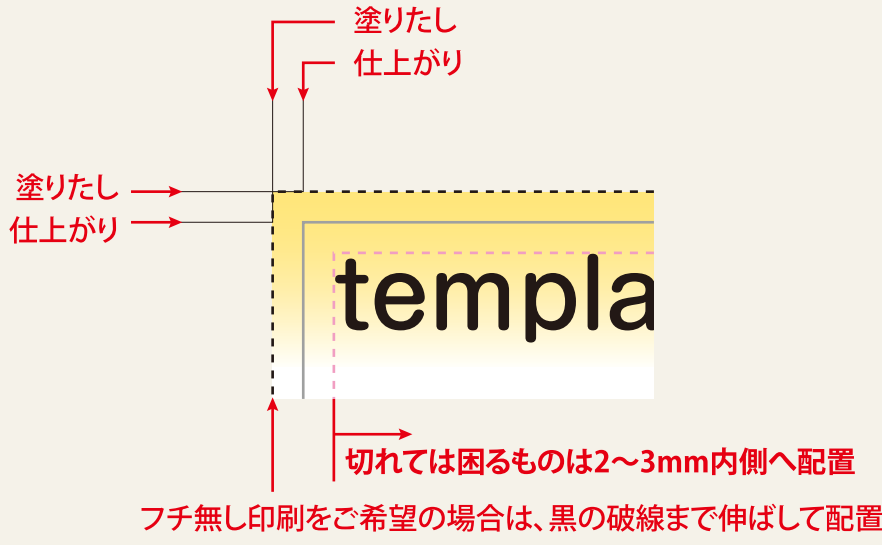 塗りたし
仕上がり
塗りたし
仕上がり
templa
切れては困るものは2〜3mm内側へ配置
フチ無し印刷をご希望の場合は、黒の破線まで伸ばして配置